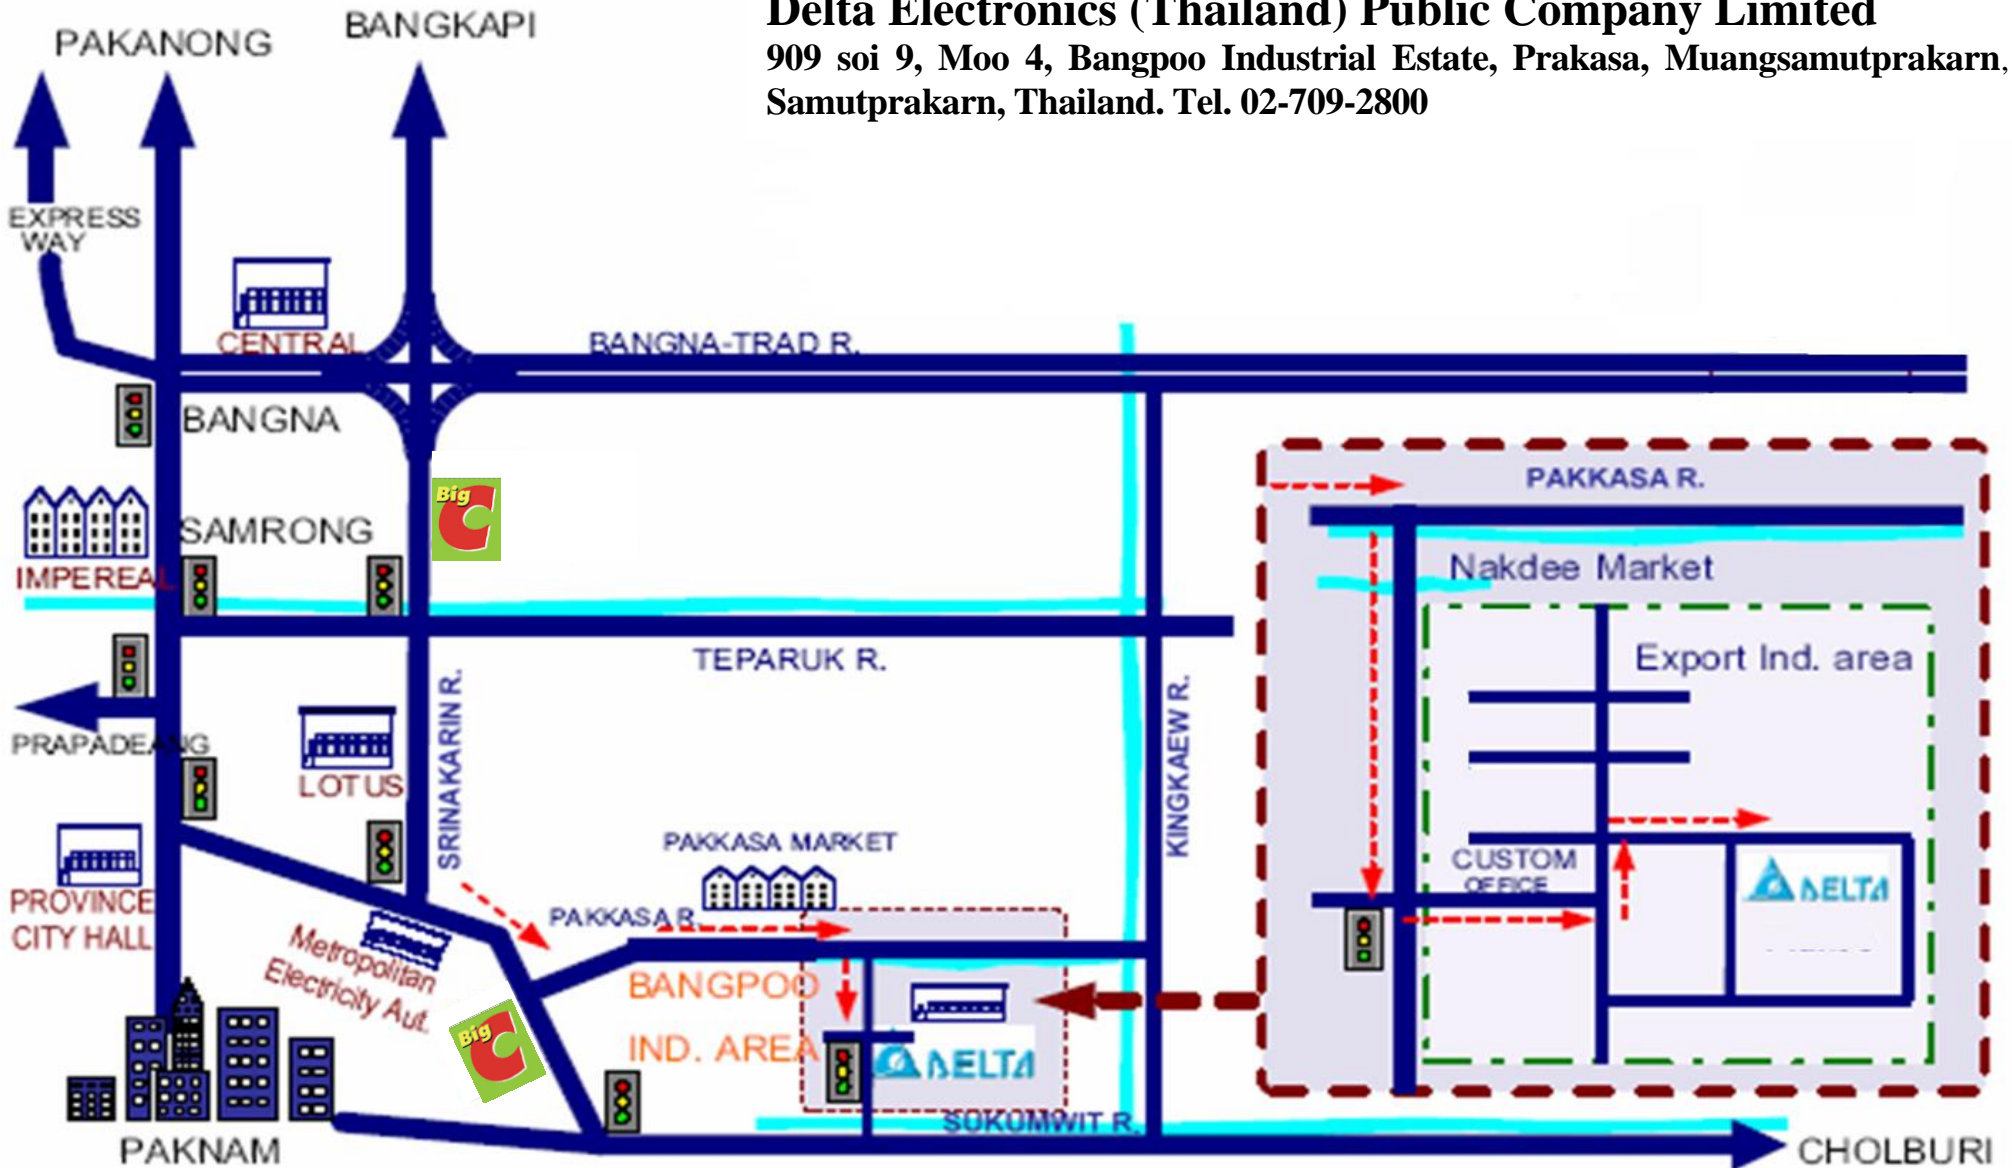 Delta Electronics (Thailand) Public Company Limited
909 soi 9, Moo 4, Bangpoo Industrial Estate, Prakasa, Muangsamutprakarn,
Samutprakarn, Thailand. Tel. 02-709-2800
PAKANONG
BANGKAPI
EXPRESS
WAY
CENTRAL
BANGNA-TRAD R.
BANGNA
Big C
SAMRONG
IMPEREAL
TEPARUK R.
PRAPADEANG
LOTUS
SRINAKARIN R.
KINGKAEW R.
PAKKASA MARKET
PAKKASA R.
PROVINCE
CITY HALL
Metropolitan
Electricity Aut.
Big C
BANGPOO
IND. AREA
DELTA
SUKUMWIT R.
PAKNAM
CHOLBURI
PAKKASA R.
Nakdee Market
Export Ind. area
CUSTOM
OFFICE
DELTA